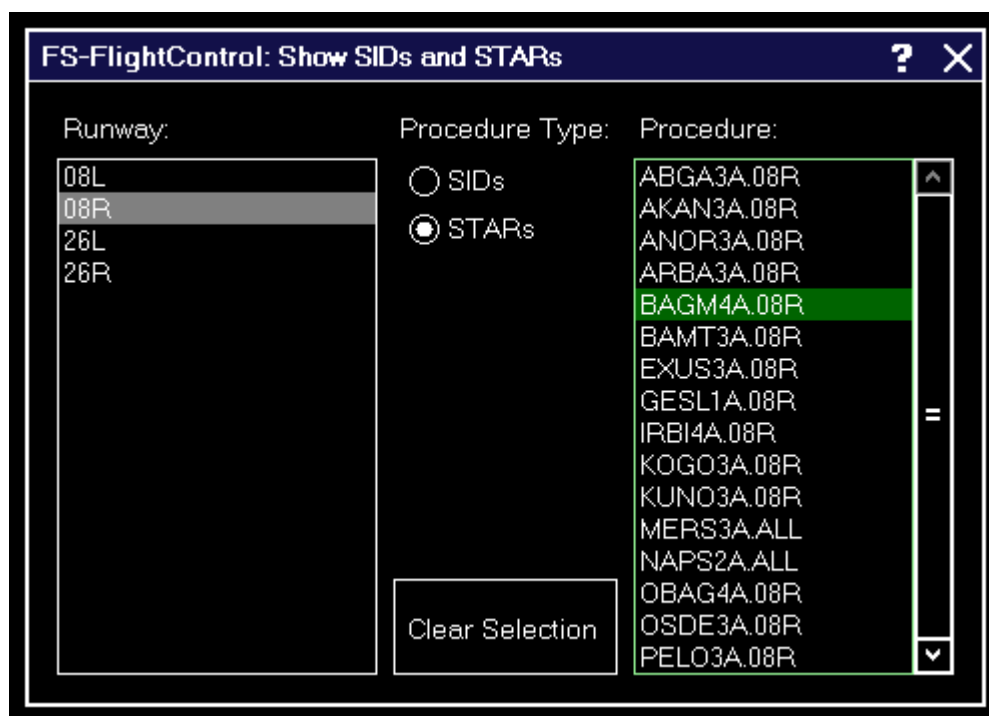 FS-FlightControl: Show SIDs and STARs ? X
Runway:
08L
08R
26L
26R
Procedure Type:
SIDs
STARs
Clear Selection
Procedure:
ABGA3A.08R
AKAN3A.08R
ANOR3A.08R
ARBA3A.08R
BAGM4A.08R
BAMT3A.08R
EXUS3A.08R
GESL1A.08R
IRBI4A.08R
KOGO3A.08R
KUNO3A.08R
MERS3A.ALL
NAPS2A.ALL
OBAG4A.08R
OSDE3A.08R
PELO3A.08R